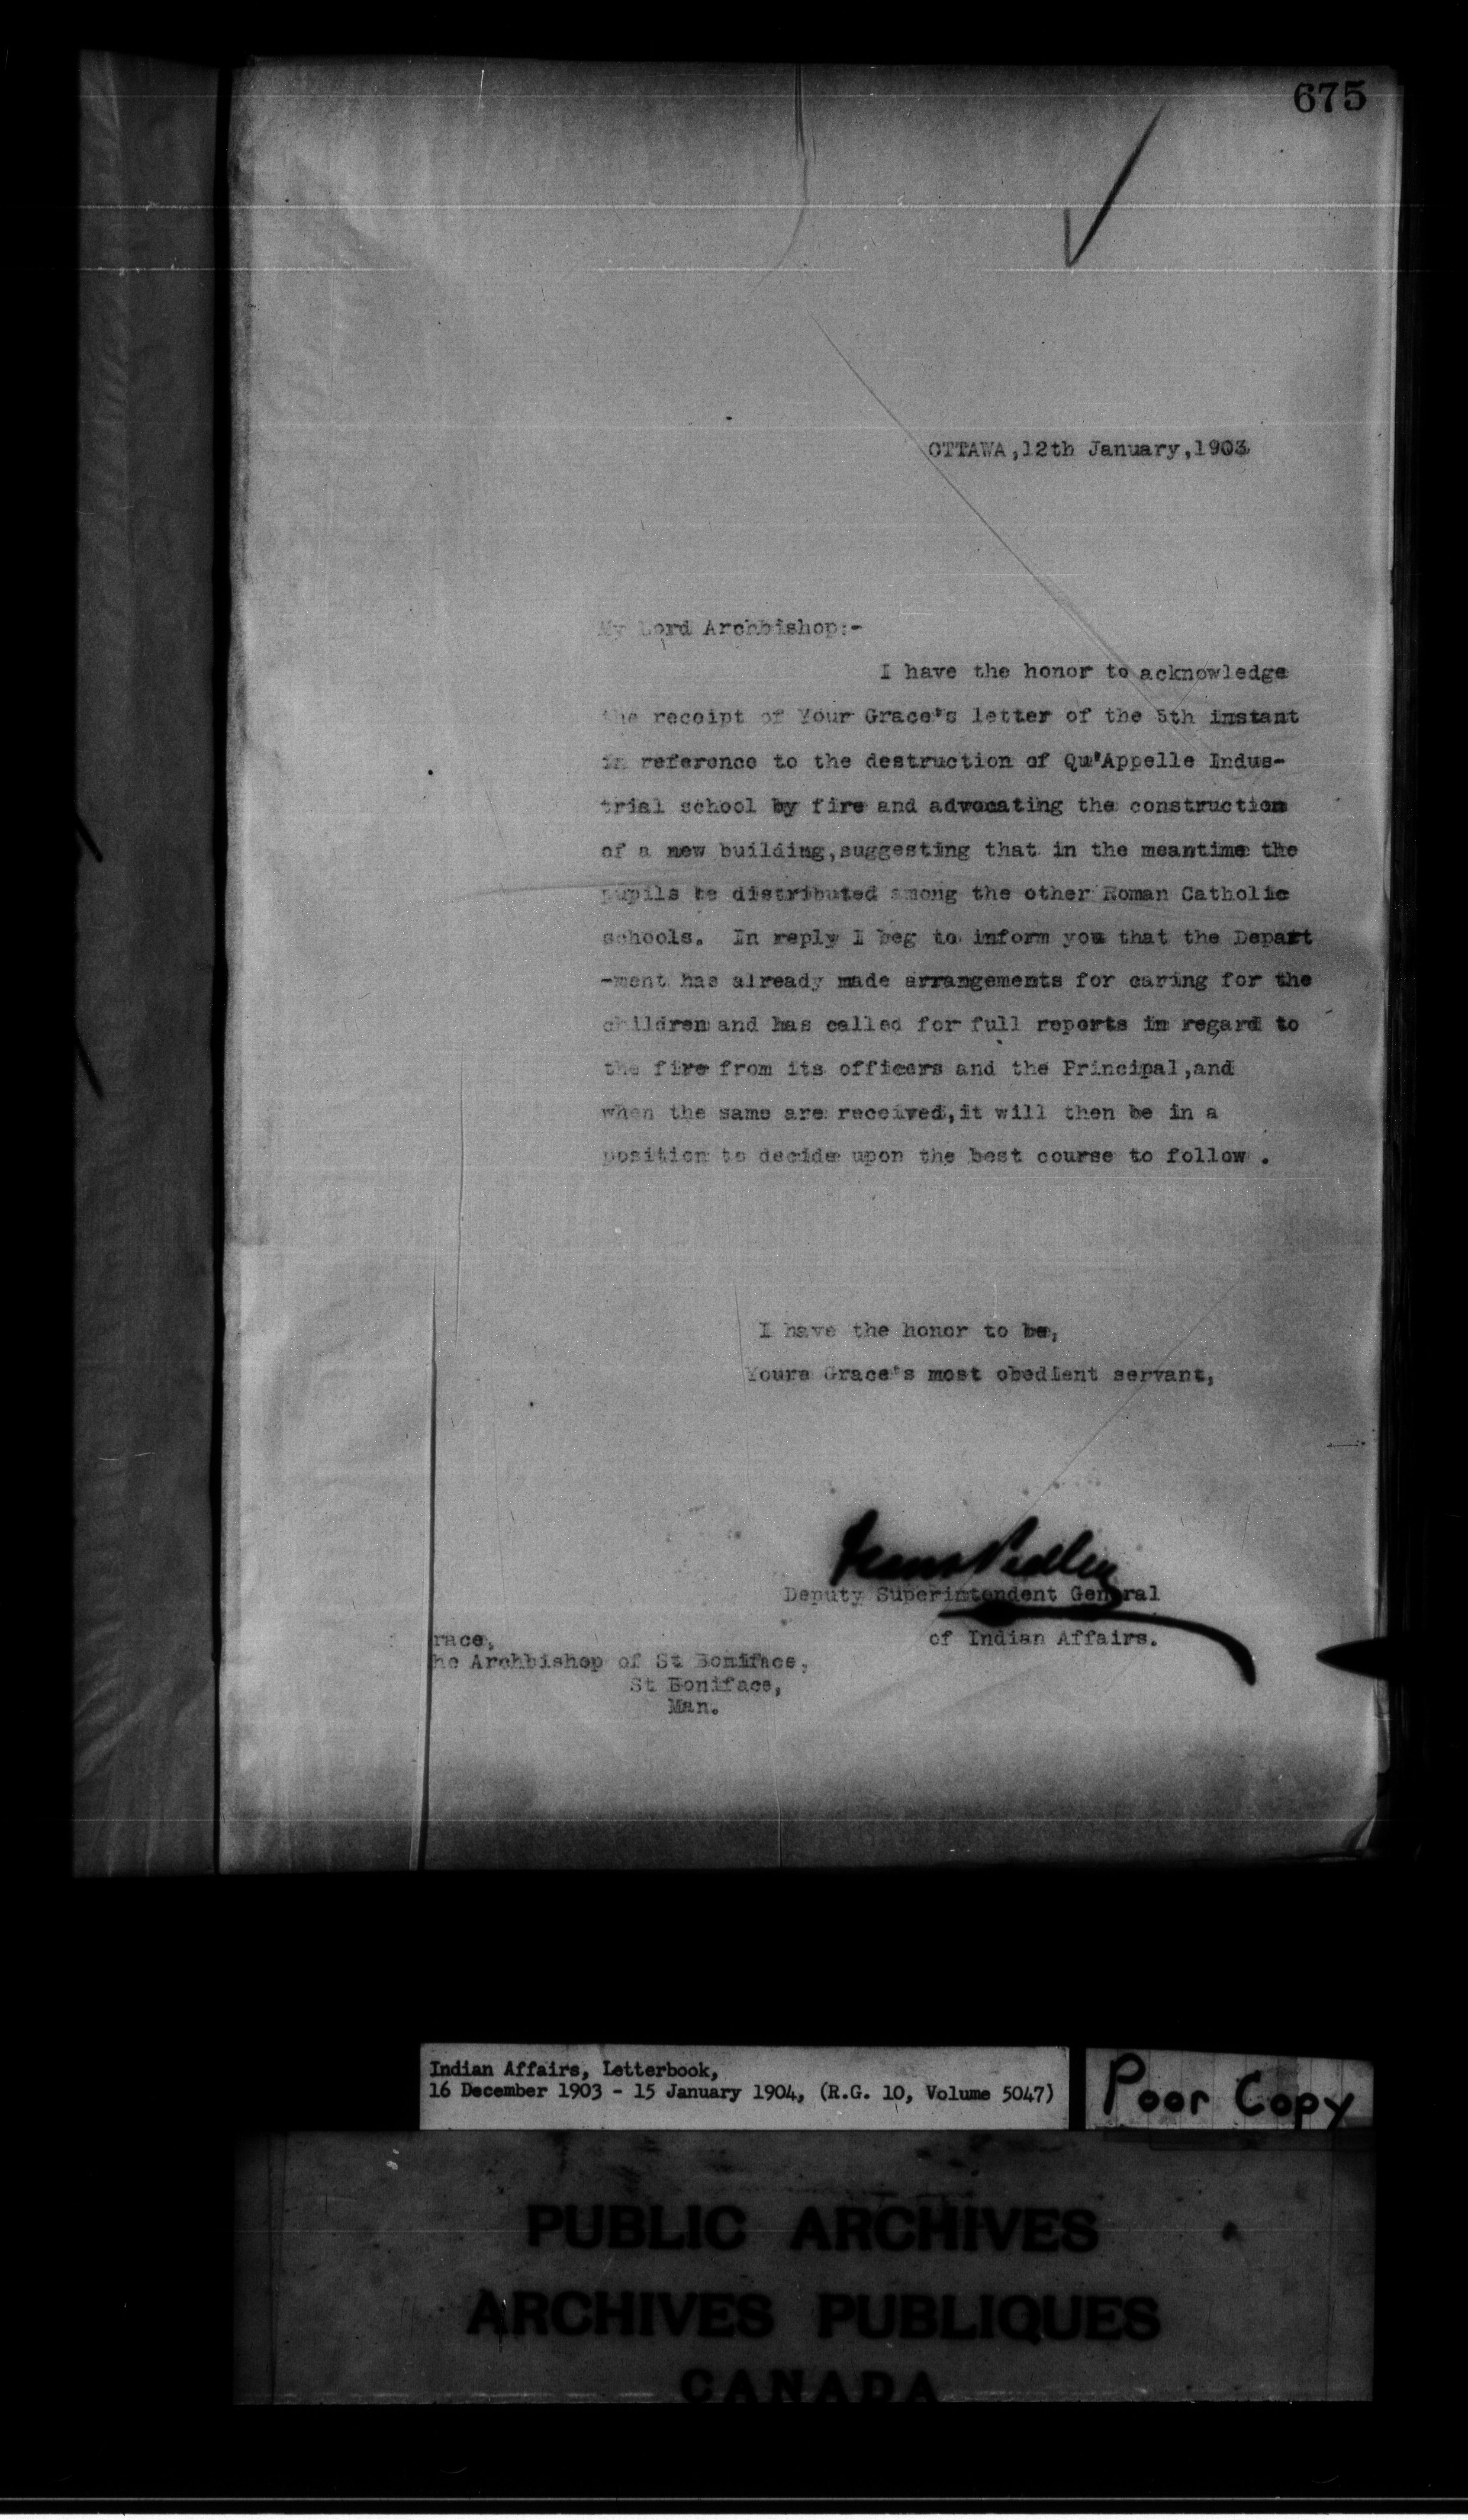 675
OTTAWA,12th January,1903
My Lord Archbishop:-
I have the honor to acknowledge
the receipt of Your Grace's letter of the 5th instant
in reference to the destruction of Qu'Appelle Indus-
trial school by fire and advocating the construction
of a new building,suggesting that in the meantime the
pupils be distributed among the other Roman Catholic
schools. In reply I beg to inform you that the Depart
-ment has already made arrangements for caring for the
children and has called for full reports in regard to
the fire from its officers and the Principal,and
when the same are received,it will then be in a
position to decide upon the best course to follow .
I have the honor to be,
Yours Grace's most obedient servant,
Frank Pedley
Deputy Superintendent General
of Indian Affairs.
race,
he Archbishop of St Boniface,
St Boniface,
Man.
Indian Affairs, Letterbook,
16 December 1903 - 15 January 1904, (R.G. 10, Volume 5047)
Poor Copy
PUBLIC ARCHIVES
ARCHIVES PUBLIQUES
CANADA